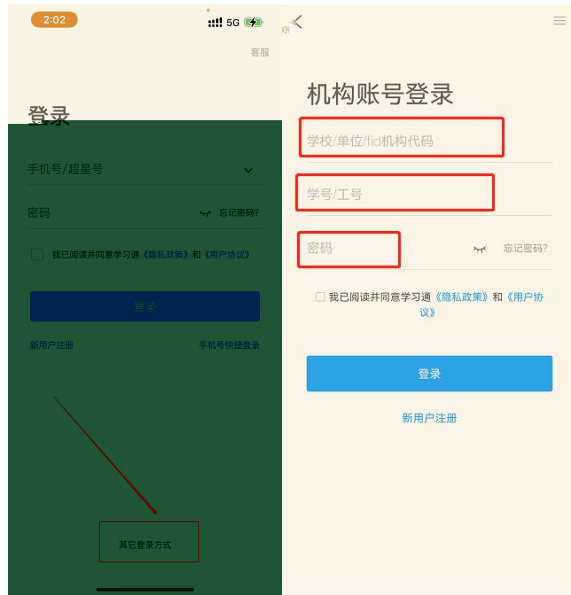 2:02
5G
客服
登录
手机号/超星号
密码
忘记密码?
我已阅读并同意学习通《隐私政策》和《用户协议》
登录
新用户注册
手机号快捷登录
其它登录方式
机构账号登录
学校/单位/fid机构代码
学号/工号
密码
忘记密码?
我已阅读并同意学习通《隐私政策》和《用户协
议》
登录
新用户注册